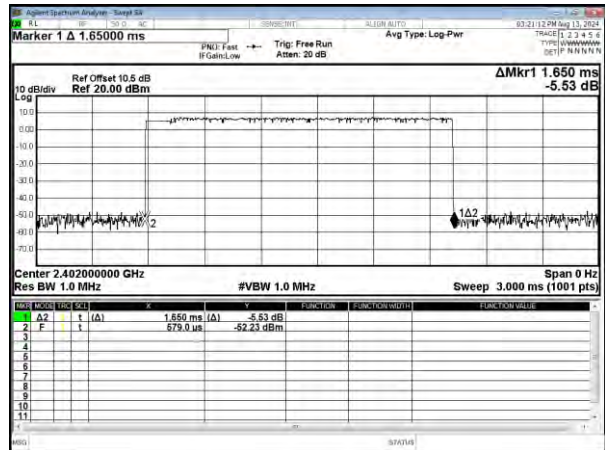 Agilent Spectrum Analyzer - Swept SA
RL RF 50 Ω AC SENSE:INT ALIGN AUTO 03:21:12 PM Aug 13, 2024
Marker 1 Δ 1.65000 ms Avg Type: Log-Pwr TRACE 1 2 3 4 5 6
PNO: Fast Trig: Free Run TYPE WWWWWW
IFGain:Low Atten: 20 dB DET P NNNNN
ΔMkr1 1.650 ms
Ref Offset 10.5 dB
10 dB/div Ref 20.00 dBm -5.53 dB
Log
10.0
0.00
-10.0
-20.0
-30.0
-40.0
-50.0
1Δ2
2
-60.0
-70.0
Center 2.402000000 GHz Span 0 Hz
Res BW 1.0 MHz #VBW 1.0 MHz Sweep 3.000 ms (1001 pts)
MKR MODE TRC SCL X Y FUNCTION FUNCTION WIDTH FUNCTION VALUE
1 Δ2 t (Δ) 1.650 ms (Δ) -5.53 dB
2 F t 579.0 us -52.23 dBm
3
4
5
6
7
8
9
10
11
MSG STATUS